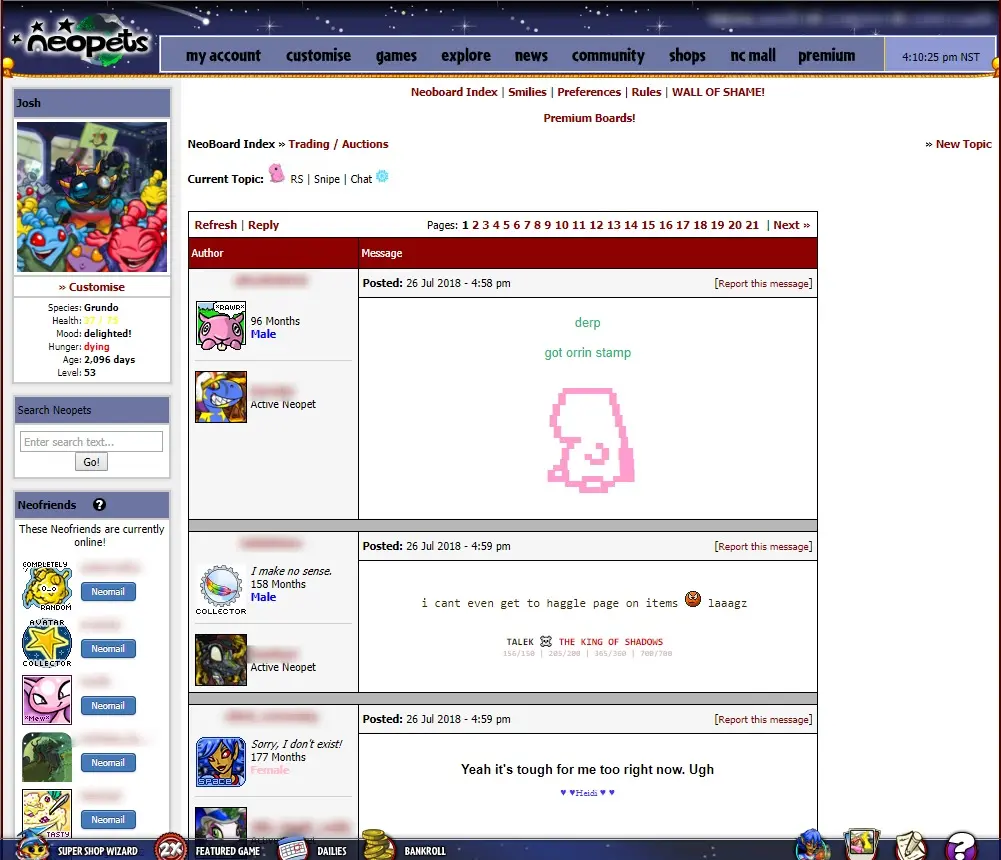 neopets
my account customise games explore news community shops nc mall premium 4:10:25 pm NST
Josh
» Customise
Species: Grundo
Health: 37 / 75
Mood: delighted!
Hunger: dying
Age: 2,096 days
Level: 53
Search Neopets
Enter search text...
Go!
Neofriends ?
These Neofriends are currently
online!
COMPLETELY
RANDOM
Neomail
AVATAR
COLLECTOR
Neomail
*Mew*
Neomail
Neomail
TASTY
Neomail
Neoboard Index | Smilies | Preferences | Rules | WALL OF SHAME!
Premium Boards!
NeoBoard Index » Trading / Auctions
» New Topic
Current Topic: RS | Snipe | Chat
Refresh | Reply
Pages: 1 2 3 4 5 6 7 8 9 10 11 12 13 14 15 16 17 18 19 20 21 | Next »
Author Message
*RAWR*
96 Months
Male
Active Neopet
Posted: 26 Jul 2018 - 4:58 pm [Report this message]
derp
got orrin stamp
I make no sense.
158 Months
Male
COLLECTOR
Active Neopet
Posted: 26 Jul 2018 - 4:59 pm [Report this message]
i cant even get to haggle page on items laaagz
TALEK THE KING OF SHADOWS
156/150 | 205/200 | 365/360 | 700/700
Sorry, I don't exist!
177 Months
Female
SPACE
Posted: 26 Jul 2018 - 4:59 pm [Report this message]
Yeah it's tough for me too right now. Ugh
♥ ♥Heidi ♥ ♥
SUPER SHOP WIZARD 2X FEATURED GAME DAILIES BANKROLL ?